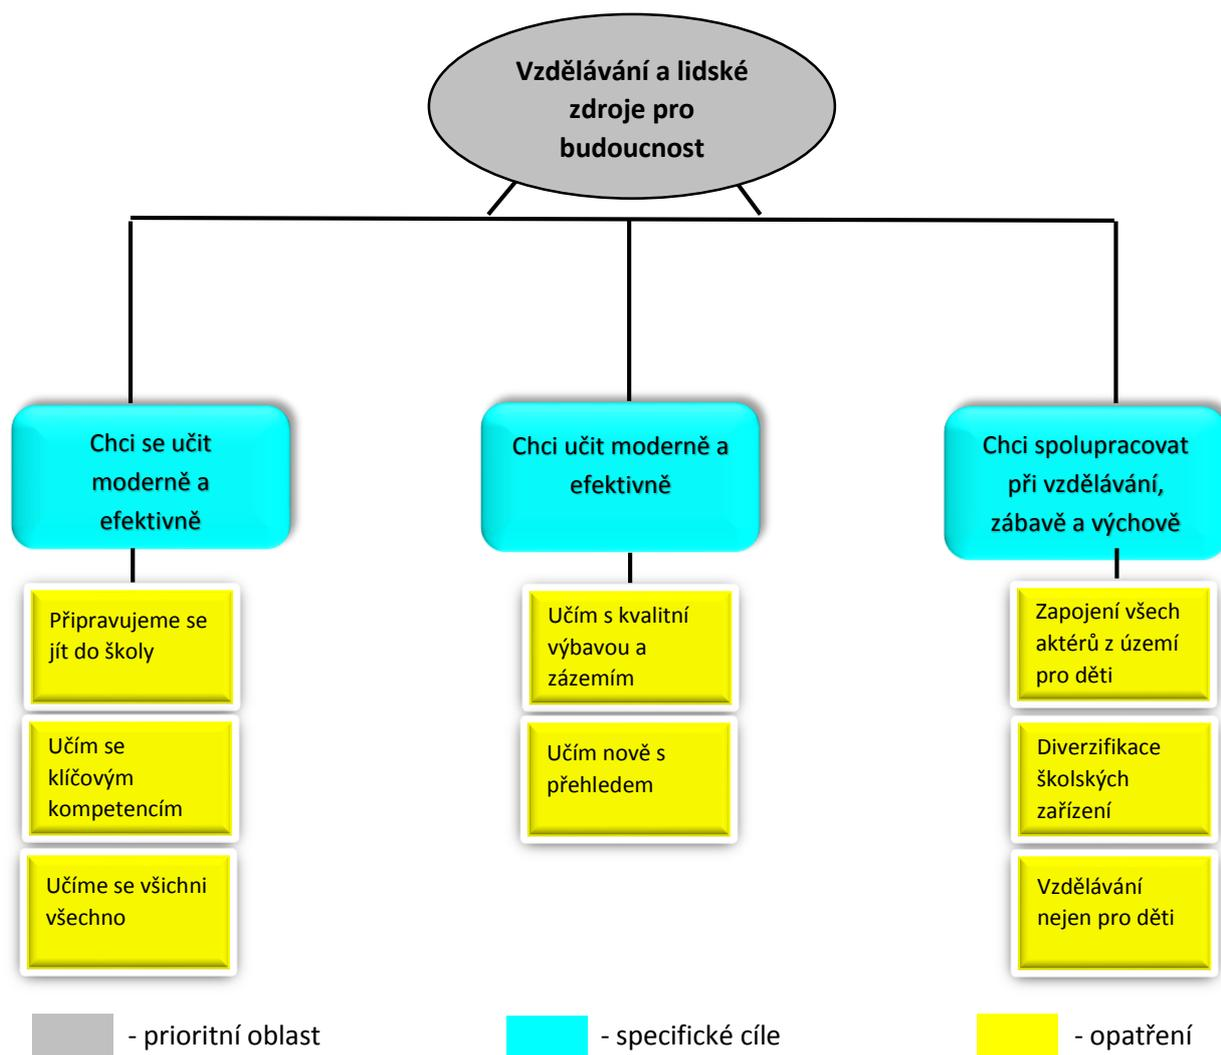 Vzdělávání a lidské
zdroje pro
budoucnost
Chci se učit
moderně a
efektivně
Chci učit moderně a
efektivně
Chci spolupracovat
při vzdělávání,
zábavě a výchově
Připravujeme se
jít do školy
Učím se
klíčovým
kompetencím
Učíme se všichni
všechno
Učím s kvalitní
výbavou a
zázemím
Učím nově s
přehledem
Zapojení všech
aktérů z území
pro děti
Diverzifikace
školských
zařízení
Vzdělávání
nejen pro děti
- prioritní oblast
- specifické cíle
- opatření